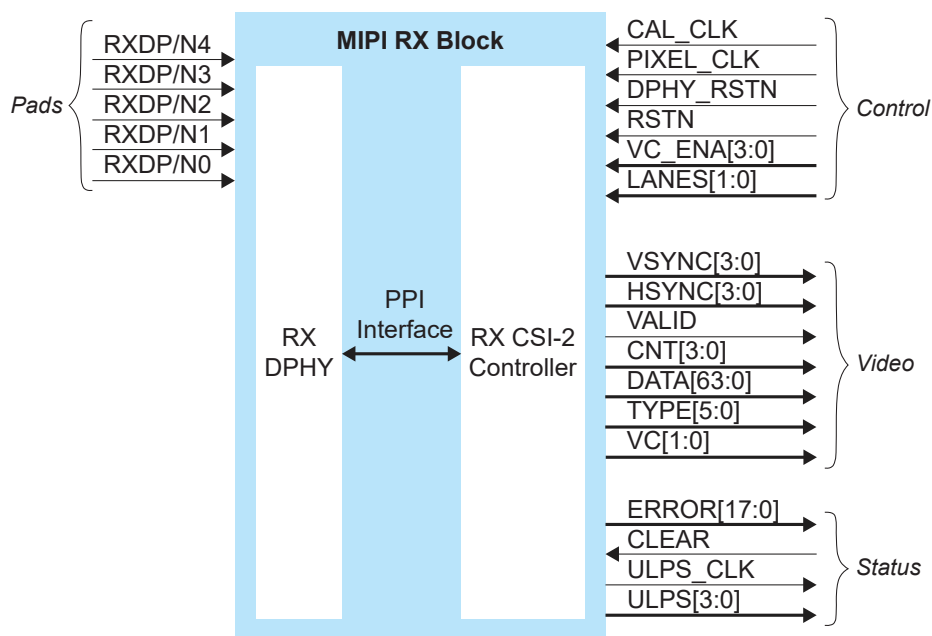 MIPI RX Block
Pads
RXDP/N4
RXDP/N3
RXDP/N2
RXDP/N1
RXDP/N0
CAL_CLK
PIXEL_CLK
DPHY_RSTN
RSTN
VC_ENA[3:0]
LANES[1:0]
Control
RX
DPHY
PPI
Interface
RX CSI-2
Controller
VSYNC[3:0]
HSYNC[3:0]
VALID
CNT[3:0]
DATA[63:0]
TYPE[5:0]
VC[1:0]
Video
ERROR[17:0]
CLEAR
ULPS_CLK
ULPS[3:0]
Status